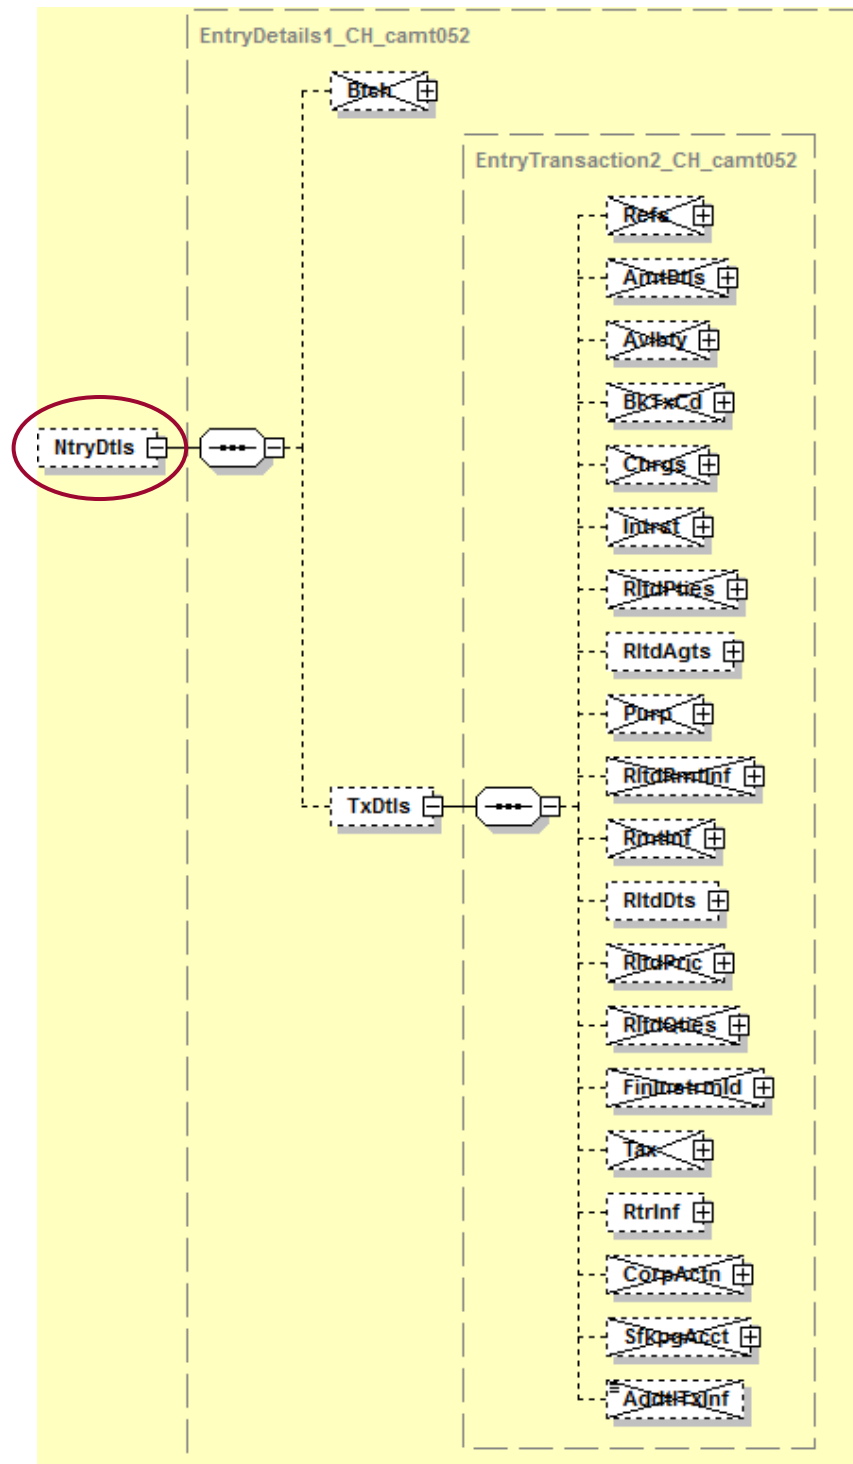 EntryDetails1_CH_camt052
Btch
EntryTransaction2_CH_camt052
Refs
AmtDtls
Avlbty
BkTxCd
NtryDtls
Chrgs
Intrst
RltdPties
RltdAgts
Purp
RltdRmtInf
TxDtls
RmtInf
RltdDts
RltdPric
RltdQties
FinInstrmId
Tax
RtrInf
CorpActn
SfkpgAcct
AddtlTxInf